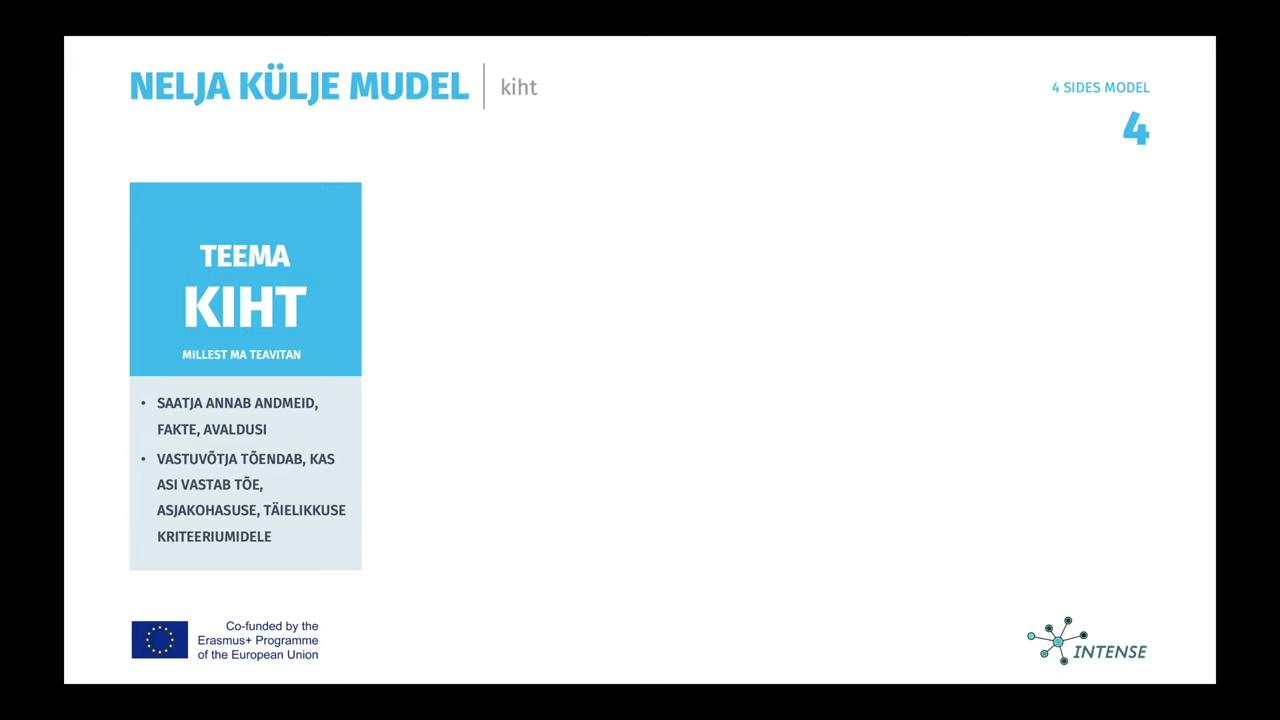 NELJA KÜLJE MUDEL
kiht
4 SIDES MODEL
4
TEEMA
KIHT
MILLEST MA TEAVITAN
• SAATJA ANNAB ANDMEID,
FAKTE, AVALDUSI
• VASTUVÕTJA TÕENDAB, KAS
ASI VASTAB TÕE,
ASJAKOHASUSE, TÄIELIKKUSE
KRITEERIUMIDELE
Co-funded by the
Erasmus+ Programme
of the European Union
INTENSE